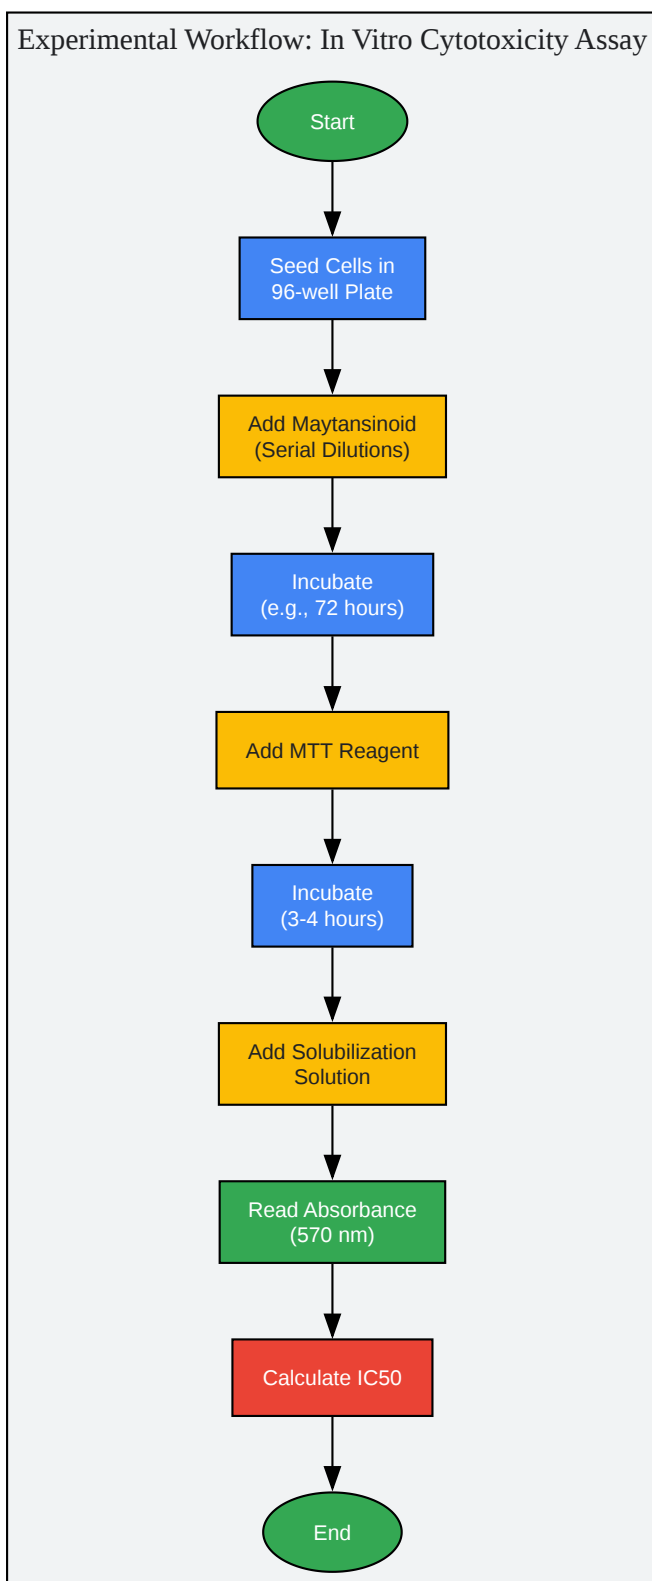 Experimental Workflow: In Vitro Cytotoxicity Assay
Start
Seed Cells in
96-well Plate
Add Maytansinoid
(Serial Dilutions)
Incubate
(e.g., 72 hours)
Add MTT Reagent
Incubate
(3-4 hours)
Add Solubilization
Solution
Read Absorbance
(570 nm)
Calculate IC50
End